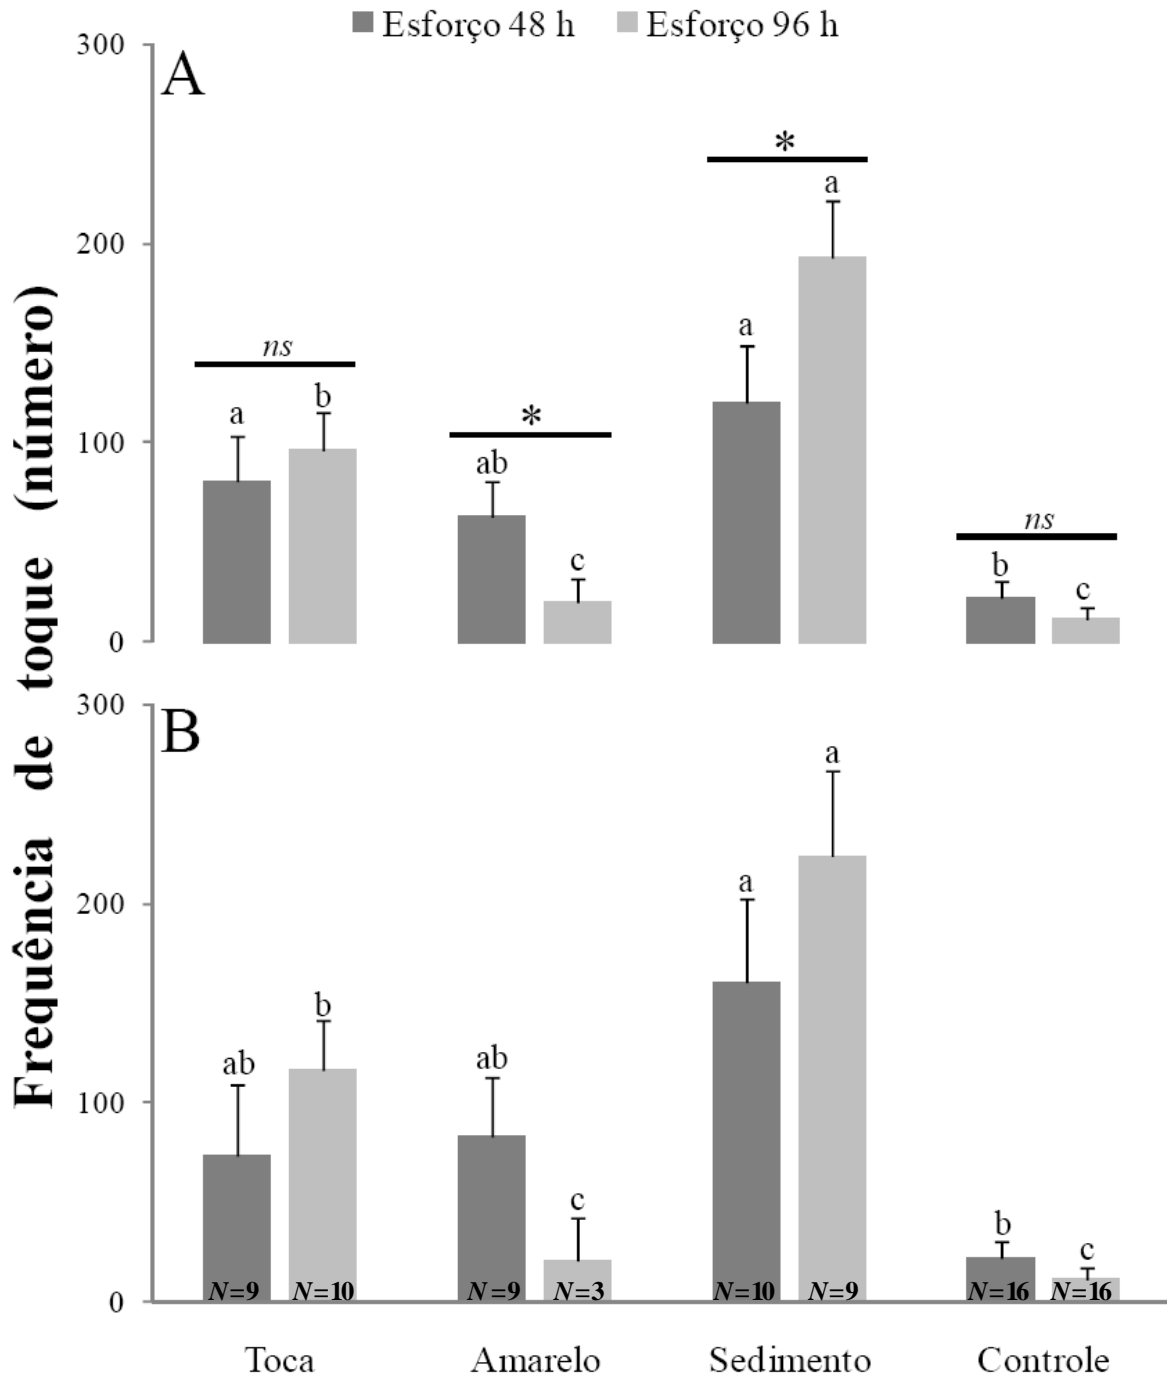 Esforço 48 h Esforço 96 h
Frequência de toque (número)
A
300
200
100
0
ns
a
b
*
ab
c
*
a
a
ns
b
c
B
300
200
100
0
ab
b
ab
c
a
a
b
c
N=9 N=10 N=9 N=3 N=10 N=9 N=16 N=16
Toca Amarelo Sedimento Controle